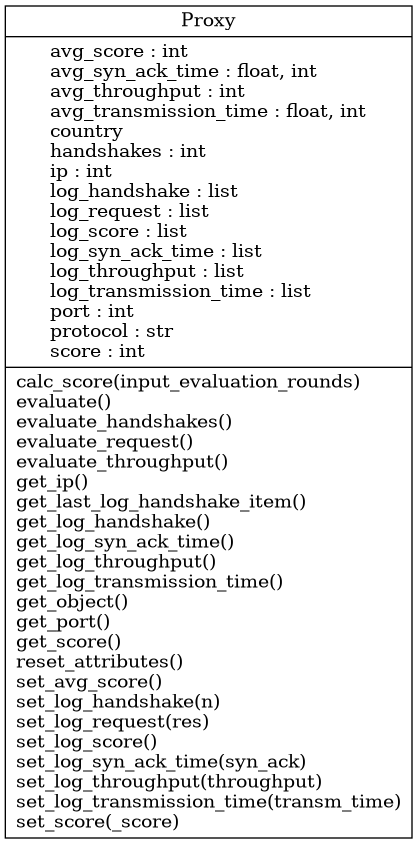 Proxy
avg_score : int
avg_syn_ack_time : float, int
avg_throughput : int
avg_transmission_time : float, int
country
handshakes : int
ip : int
log_handshake : list
log_request : list
log_score : list
log_syn_ack_time : list
log_throughput : list
log_transmission_time : list
port : int
protocol : str
score : int
calc_score(input_evaluation_rounds)
evaluate()
evaluate_handshakes()
evaluate_request()
evaluate_throughput()
get_ip()
get_last_log_handshake_item()
get_log_handshake()
get_log_syn_ack_time()
get_log_throughput()
get_log_transmission_time()
get_object()
get_port()
get_score()
reset_attributes()
set_avg_score()
set_log_handshake(n)
set_log_request(res)
set_log_score()
set_log_syn_ack_time(syn_ack)
set_log_throughput(throughput)
set_log_transmission_time(transm_time)
set_score(_score)